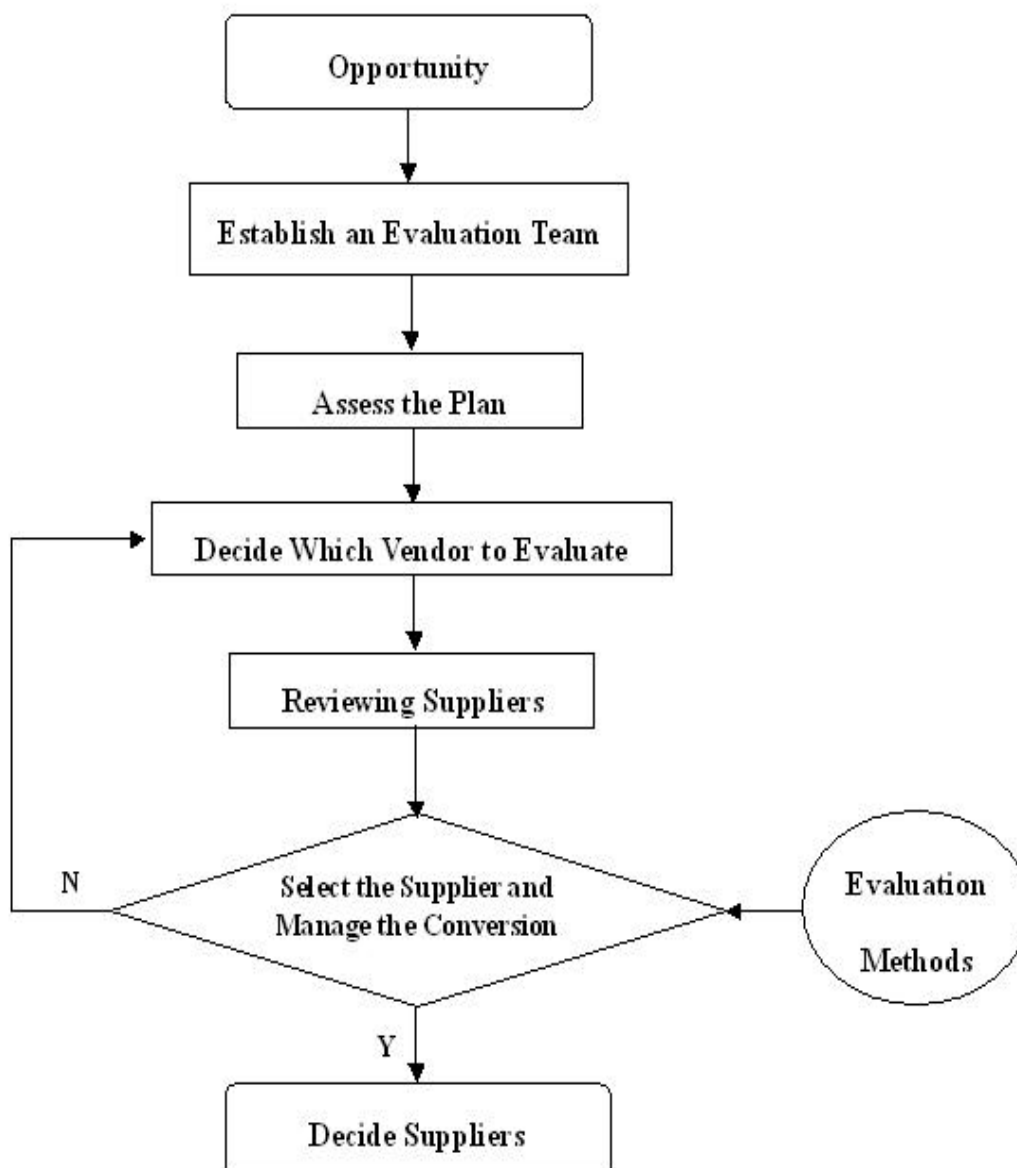 Opportunity
Establish an Evaluation Team
Assess the Plan
Decide Which Vendor to Evaluate
Reviewing Suppliers
N
Select the Supplier and
Manage the Conversion
Evaluation
Methods
Y
Decide Suppliers